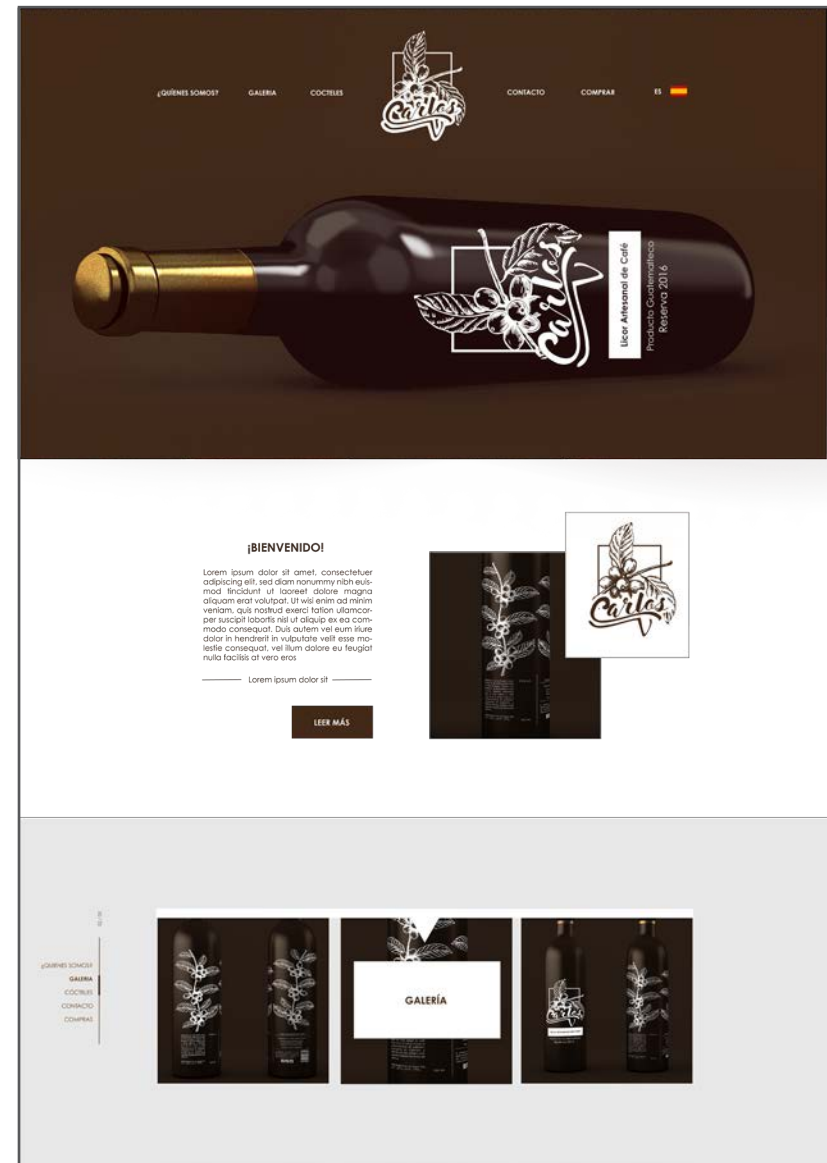 ¿QUÍENES SOMOS?
GALERIA
COCTELES
Carlos
CONTACTO
COMPRAR
ES
Carlos
Licor Artesanal de Café
Producto Guatemalteco
Reserva 2016
¡BIENVENIDO!
Lorem ipsum dolor sit amet, consectetuer
adipiscing elit, sed diam nonummy nibh euis-
mod tincidunt ut laoreet dolore magna
aliquam erat volutpat. Ut wisi enim ad minim
veniam, quis nostrud exerci tation ullamcor-
per suscipit lobortis nisl ut aliquip ex ea com-
modo consequat. Duis autem vel eum iriure
dolor in hendrerit in vulputate velit esse mo-
lestie consequat, vel illum dolore eu feugiat
nulla facilisis at vero eros
Lorem ipsum dolor sit
LEER MÁS
Carlos
¿QUIENES SOMOS?
GALERIA
CÓCTELES
CONTACTO
COMPRAS
GALERÍA
Carlos